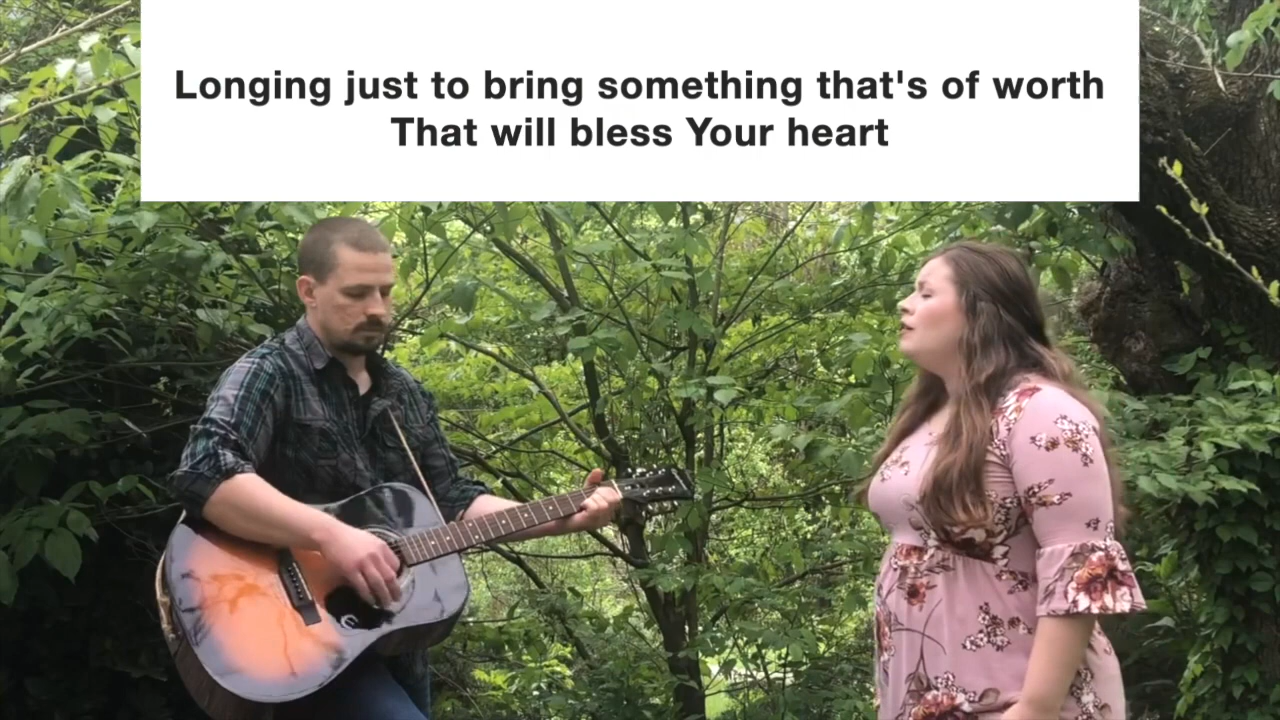 Longing just to bring something that's of worth
That will bless Your heart